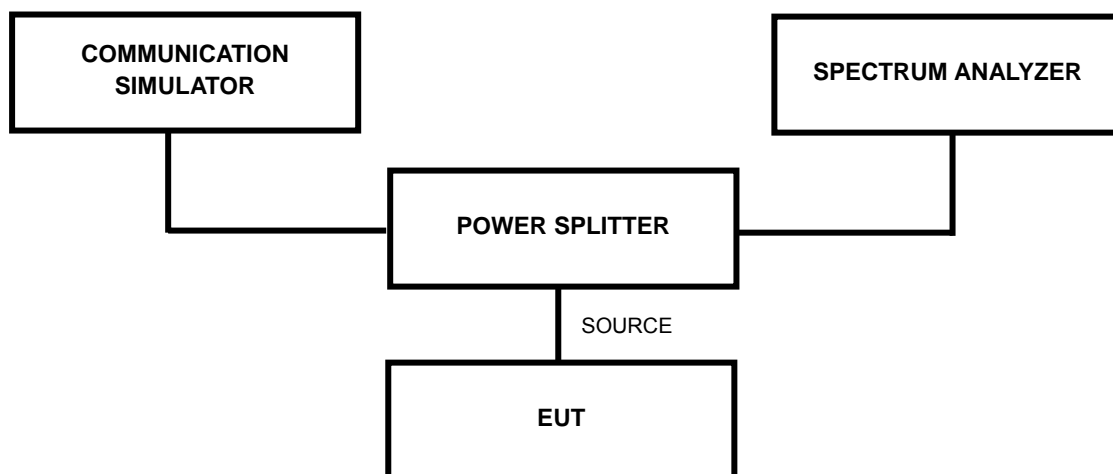 COMMUNICATION
SIMULATOR
SPECTRUM ANALYZER
POWER SPLITTER
SOURCE
EUT